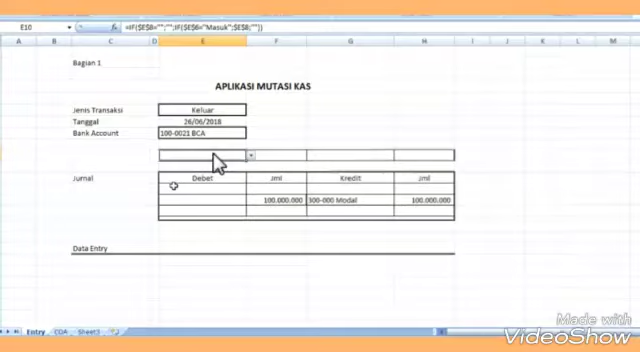 E10 fx =IF($E$8="";"";IF($E$6="Masuk";$E$8;""))
A B C D E F G H I J K L M
Bagian 1
APLIKASI MUTASI KAS
Jenis Transaksi Keluar
Tanggal 26/06/2018
Bank Account 100-0021 BCA
Jurnal Debet Jml Kredit Jml
100.000.000 300-000 Modal 100.000.000
Data Entry
Entry COA Sheet3
Made with
VideoShow